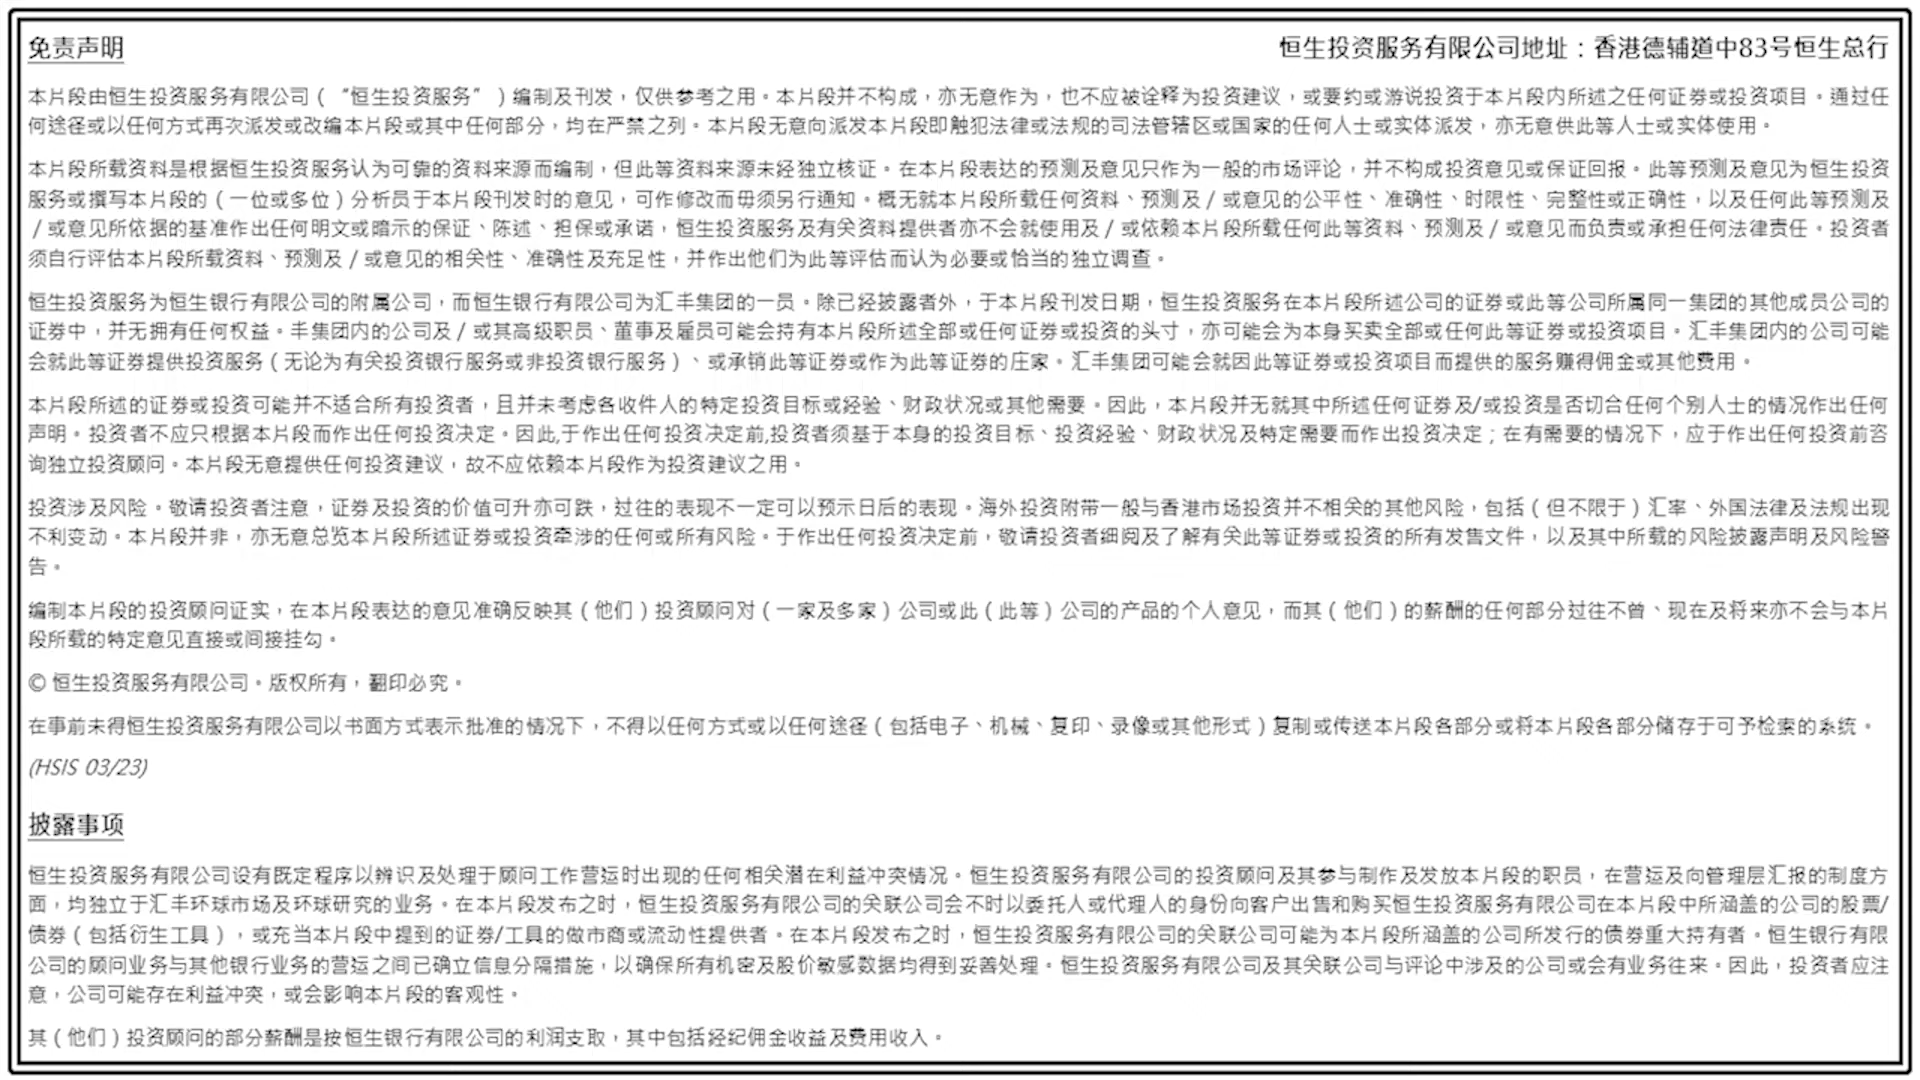 免责声明
恒生投资服务有限公司地址：香港德辅道中83号恒生总行
本片段由恒生投资服务有限公司（“恒生投资服务”）编制及刊发，仅供参考之用。本片段并不构成，亦无意作为，也不应被诠释为投资建议，或要约或游说投资于本片段内所述之任何证券或投资项目。通过任
何途径或以任何方式再次派发或改编本片段或其中任何部分，均在严禁之列。本片段无意向派发本片段即触犯法律或法规的司法管辖区或国家的任何人士或实体派发，亦无意供此等人士或实体使用。
本片段所载资料是根据恒生投资服务认为可靠的资料来源而编制，但此等资料来源未经独立核证。在本片段表达的预测及意见只作为一般的市场评论，并不构成投资意见或保证回报。此等预测及意见为恒生投资
服务或撰写本片段的（一位或多位）分析员于本片段刊发时的意见，可作修改而毋须另行通知。概无就本片段所载任何资料、预测及/或意见的公平性、准确性、时限性、完整性或正确性，以及任何此等预测及
/或意见所依据的基准作出任何明文或暗示的保证、陈述、担保或承诺，恒生投资服务及有关资料提供者亦不会就使用及/或依赖本片段所载任何此等资料、预测及/或意见而负责或承担任何法律责任。投资者
须自行评估本片段所载资料、预测及/或意见的相关性、准确性及充足性，并作出他们为此等评估而认为必要或恰当的独立调查。
恒生投资服务为恒生银行有限公司的附属公司，而恒生银行有限公司为汇丰集团的一员。除已经披露者外，于本片段刊发日期，恒生投资服务在本片段所述公司的证券或此等公司所属同一集团的其他成员公司的
证券中，并无拥有任何权益。丰集团内的公司及/或其高级职员、董事及雇员可能会持有本片段所述全部或任何证券或投资的头寸，亦可能会为本身买卖全部或任何此等证券或投资项目。汇丰集团内的公司可能
会就此等证券提供投资服务（无论为有关投资银行服务或非投资银行服务）、或承销此等证券或作为此等证券的庄家。汇丰集团可能会就因此等证券或投资项目而提供的服务赚得佣金或其他费用。
本片段所述的证券或投资可能并不适合所有投资者，且并未考虑各收件人的特定投资目标或经验、财政状况或其他需要。因此，本片段并无就其中所述任何证券及/或投资是否切合任何个别人士的情况作出任何
声明。投资者不应只根据本片段而作出任何投资决定。因此,于作出任何投资决定前,投资者须基于本身的投资目标、投资经验、财政状况及特定需要而作出投资决定；在有需要的情况下，应于作出任何投资前咨
询独立投资顾问。本片段无意提供任何投资建议，故不应依赖本片段作为投资建议之用。
投资涉及风险。敬请投资者注意，证券及投资的价值可升亦可跌，过往的表现不一定可以预示日后的表现。海外投资附带一般与香港市场投资并不相关的其他风险，包括（但不限于）汇率、外国法律及法规出现
不利变动。本片段并非，亦无意总览本片段所述证券或投资牵涉的任何或所有风险。于作出任何投资决定前，敬请投资者细阅及了解有关此等证券或投资的所有发售文件，以及其中所载的风险披露声明及风险警
告。
编制本片段的投资顾问证实，在本片段表达的意见准确反映其（他们）投资顾问对（一家及多家）公司或此（此等）公司的产品的个人意见，而其（他们）的薪酬的任何部分过往不曾、现在及将来亦不会与本片
段所载的特定意见直接或间接挂勾。
© 恒生投资服务有限公司。版权所有，翻印必究。
在事前未得恒生投资服务有限公司以书面方式表示批准的情况下，不得以任何方式或以任何途径（包括电子、机械、复印、录像或其他形式）复制或传送本片段各部分或将本片段各部分储存于可予检索的系统。
(HSIS 03/23)
披露事项
恒生投资服务有限公司设有既定程序以辨识及处理于顾问工作营运时出现的任何相关潜在利益冲突情况。恒生投资服务有限公司的投资顾问及其参与制作及发放本片段的职员，在营运及向管理层汇报的制度方
面，均独立于汇丰环球市场及环球研究的业务。在本片段发布之时，恒生投资服务有限公司的关联公司会不时以委托人或代理人的身份向客户出售和购买恒生投资服务有限公司在本片段中所涵盖的公司的股票/
债券（包括衍生工具），或充当本片段中提到的证券/工具的做市商或流动性提供者。在本片段发布之时，恒生投资服务有限公司的关联公司可能为本片段所涵盖的公司所发行的债券重大持有者。恒生银行有限
公司的顾问业务与其他银行业务的营运之间已确立信息分隔措施，以确保所有机密及股价敏感数据均得到妥善处理。恒生投资服务有限公司及其关联公司与评论中涉及的公司或会有业务往来。因此，投资者应注
意，公司可能存在利益冲突，或会影响本片段的客观性。
其（他们）投资顾问的部分薪酬是按恒生银行有限公司的利润支取，其中包括经纪佣金收益及费用收入。